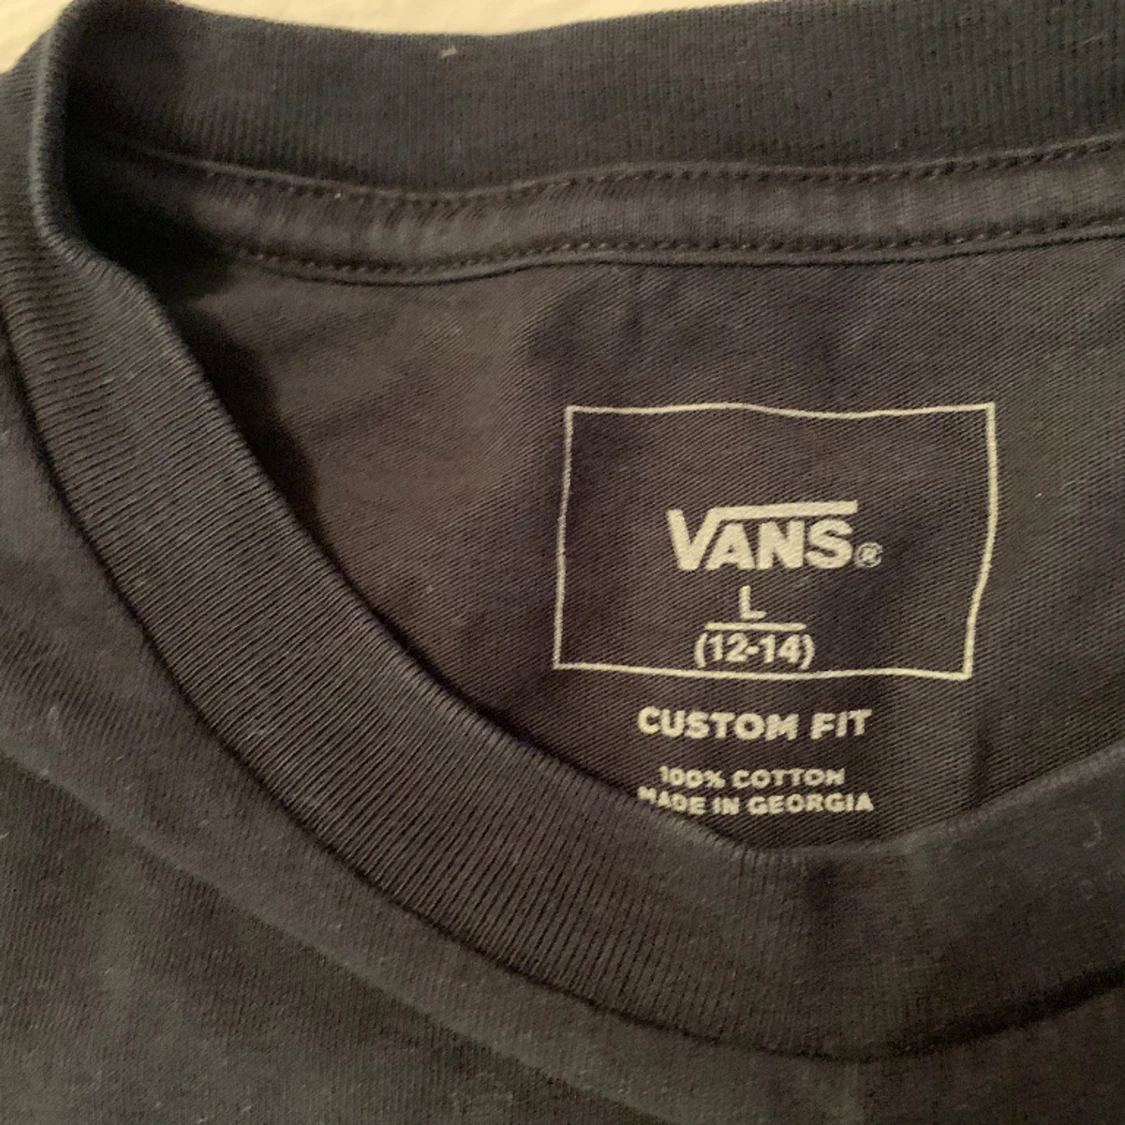 VANS®
L
(12-14)
CUSTOM FIT
100% COTTON
MADE IN GEORGIA